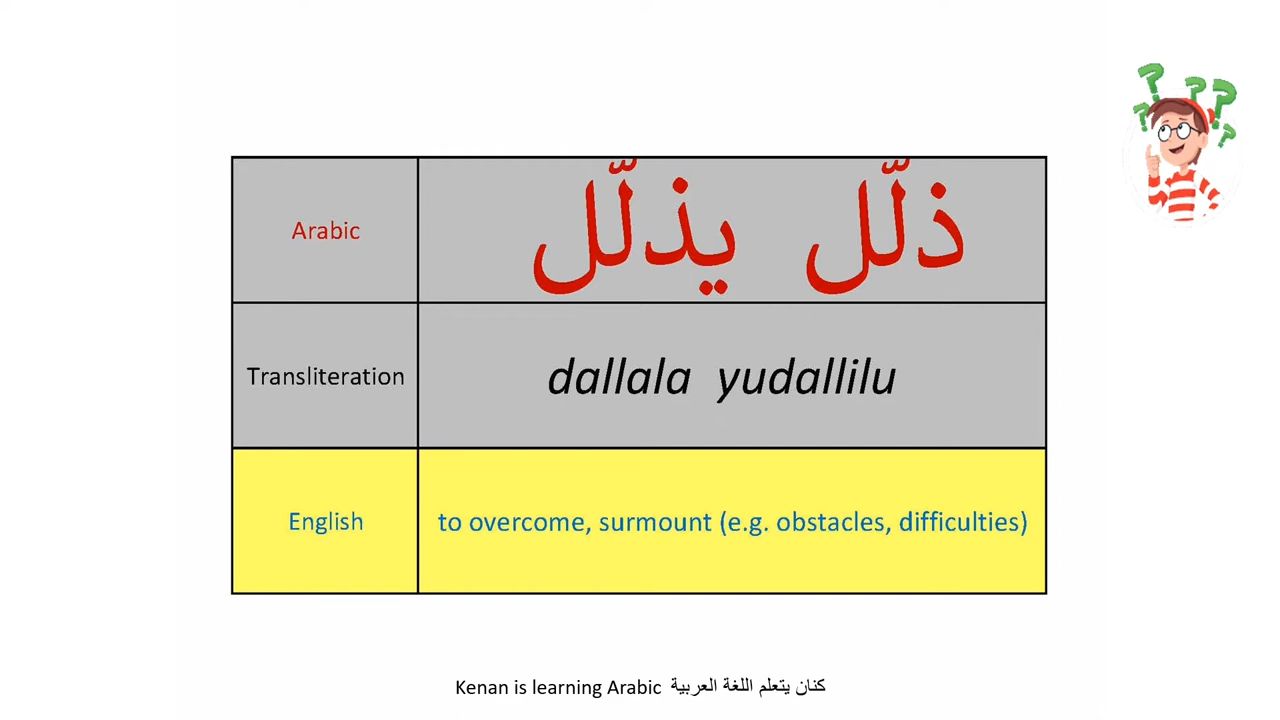 Arabic ذلّل يذلّل
Transliteration dallala yudallilu
English to overcome, surmount (e.g. obstacles, difficulties)
Kenan is learning Arabic كنان يتعلم اللغة العربية